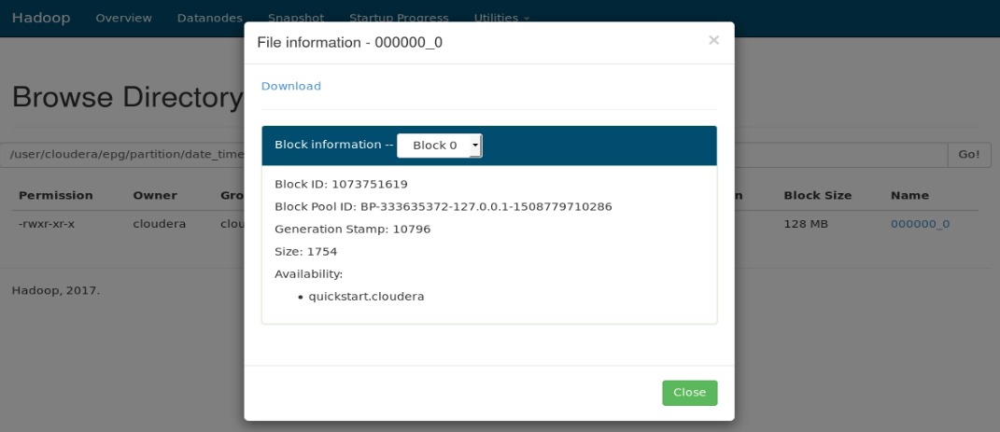 Hadoop Overview Datanodes Snapshot Startup Progress Utilities
File information - 000000_0 ×
Download
Browse Directory
Block information -- Block 0
/user/cloudera/epg/partition/date_time Go!
Block ID: 1073751619
Permission Owner Block Size Name
Block Pool ID: BP-333635372-127.0.0.1-1508779710286
-rwxr-xr-x cloudera 128 MB 000000_0
Generation Stamp: 10796
Size: 1754
Availability:
Hadoop, 2017.
• quickstart.cloudera
Close